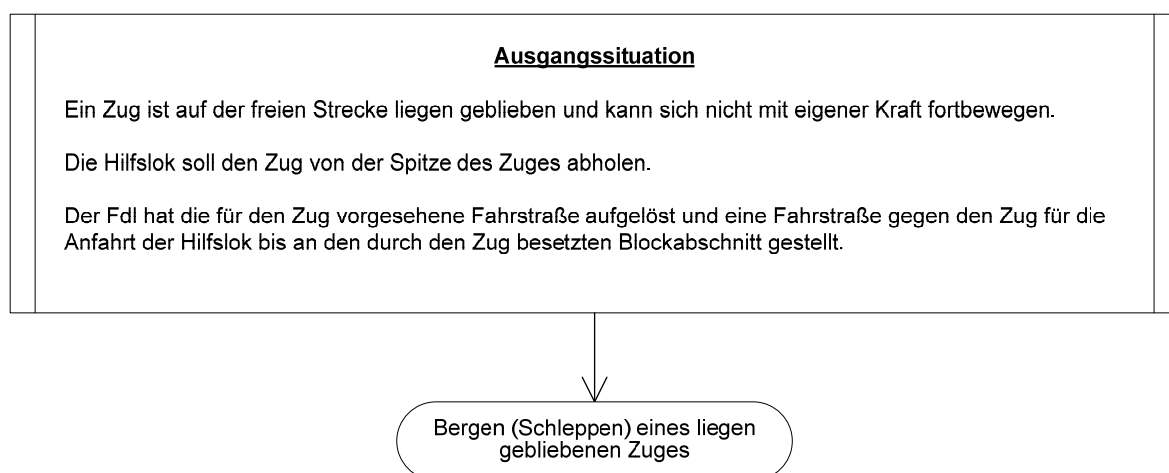 Ausgangssituation
Ein Zug ist auf der freien Strecke liegen geblieben und kann sich nicht mit eigener Kraft fortbewegen.
Die Hilfslok soll den Zug von der Spitze des Zuges abholen.
Der Fdl hat die für den Zug vorgesehene Fahrstraße aufgelöst und eine Fahrstraße gegen den Zug für die
Anfahrt der Hilfslok bis an den durch den Zug besetzten Blockabschnitt gestellt.
Bergen (Schleppen) eines liegen
gebliebenen Zuges